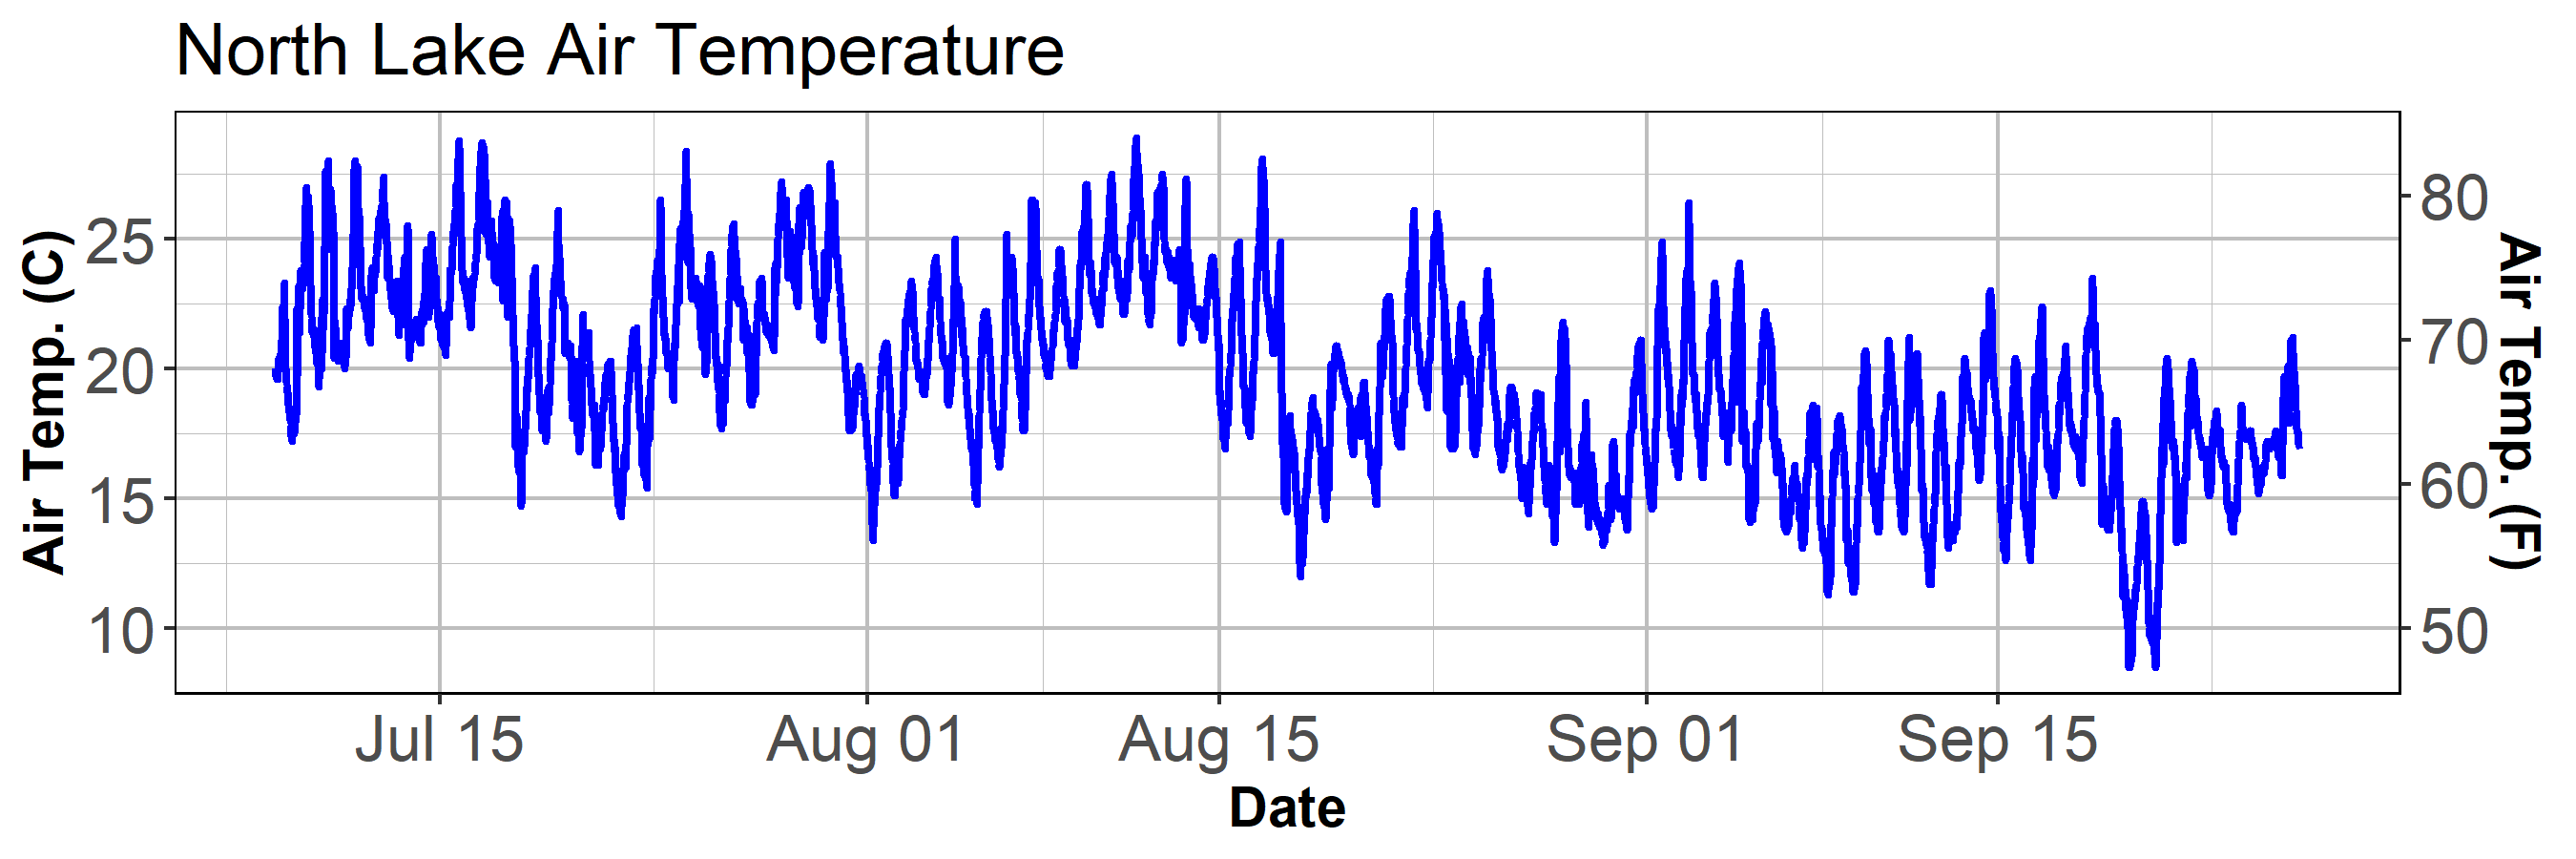 North Lake Air Temperature
Air Temp. (C)
25
20
15
10
80
70
60
50
Air Temp. (F)
Jul 15 Aug 01 Aug 15 Sep 01 Sep 15
Date